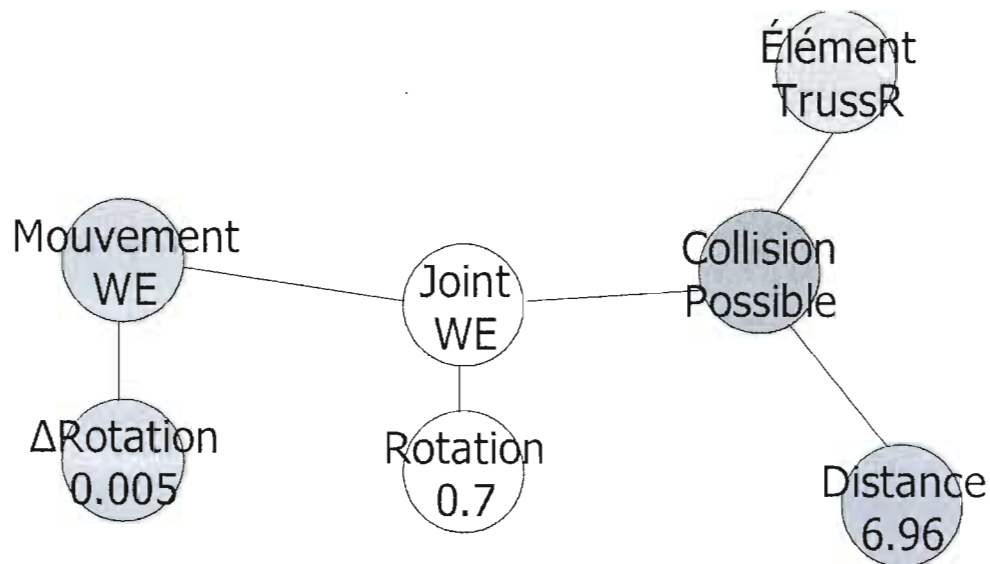 Élément
TrussR
Mouvement
WE
Joint
WE
Collision
Possible
ΔRotation
0.005
Rotation
0.7
Distance
6.96